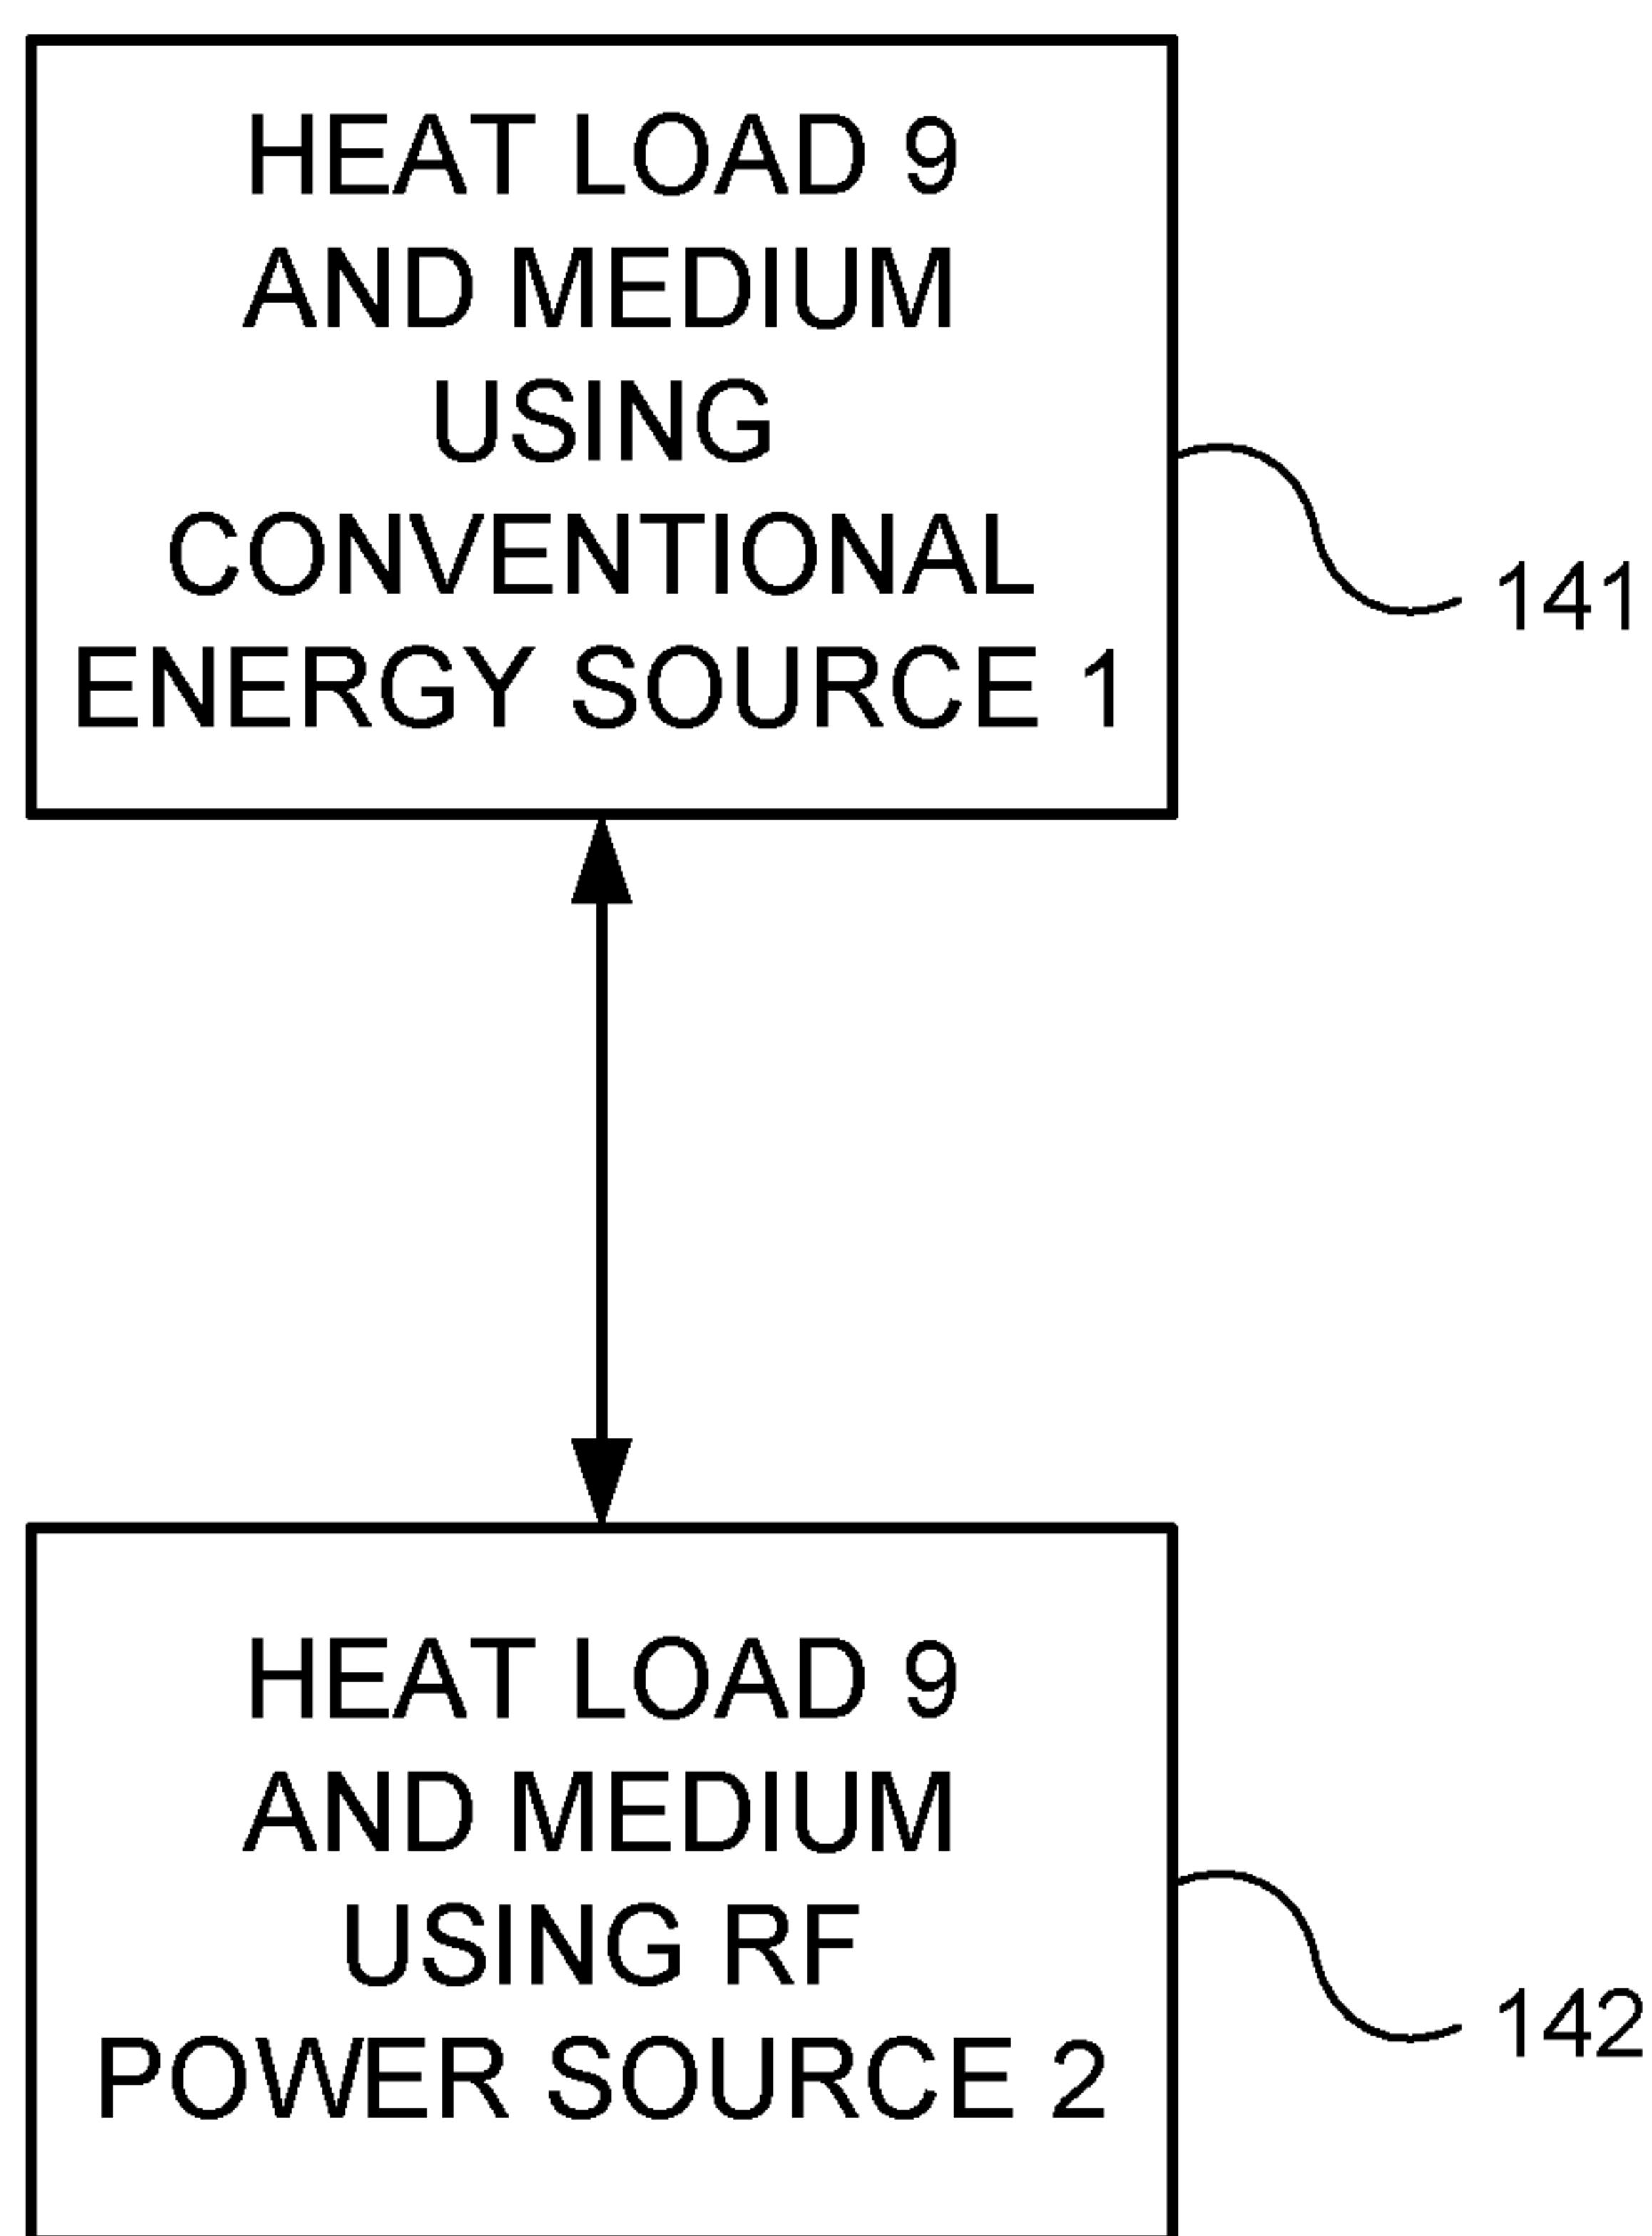 HEAT LOAD 9
AND MEDIUM
USING
CONVENTIONAL
ENERGY SOURCE 1
141
HEAT LOAD 9
AND MEDIUM
USING RF
POWER SOURCE 2
142